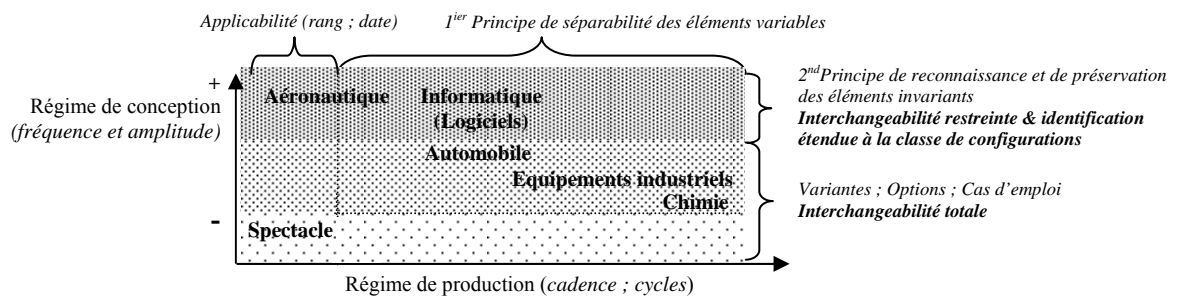 Applicabilité (rang ; date)
1ier Principe de séparabilité des éléments variables
+
Régime de conception
(fréquence et amplitude)
-
Aéronautique
Informatique
(Logiciels)
Automobile
Equipements industriels
Chimie
Spectacle
2ndPrincipe de reconnaissance et de préservation
des éléments invariants
Interchangeabilité restreinte & identification
étendue à la classe de configurations
Variantes ; Options ; Cas d'emploi
Interchangeabilité totale
Régime de production (cadence ; cycles)